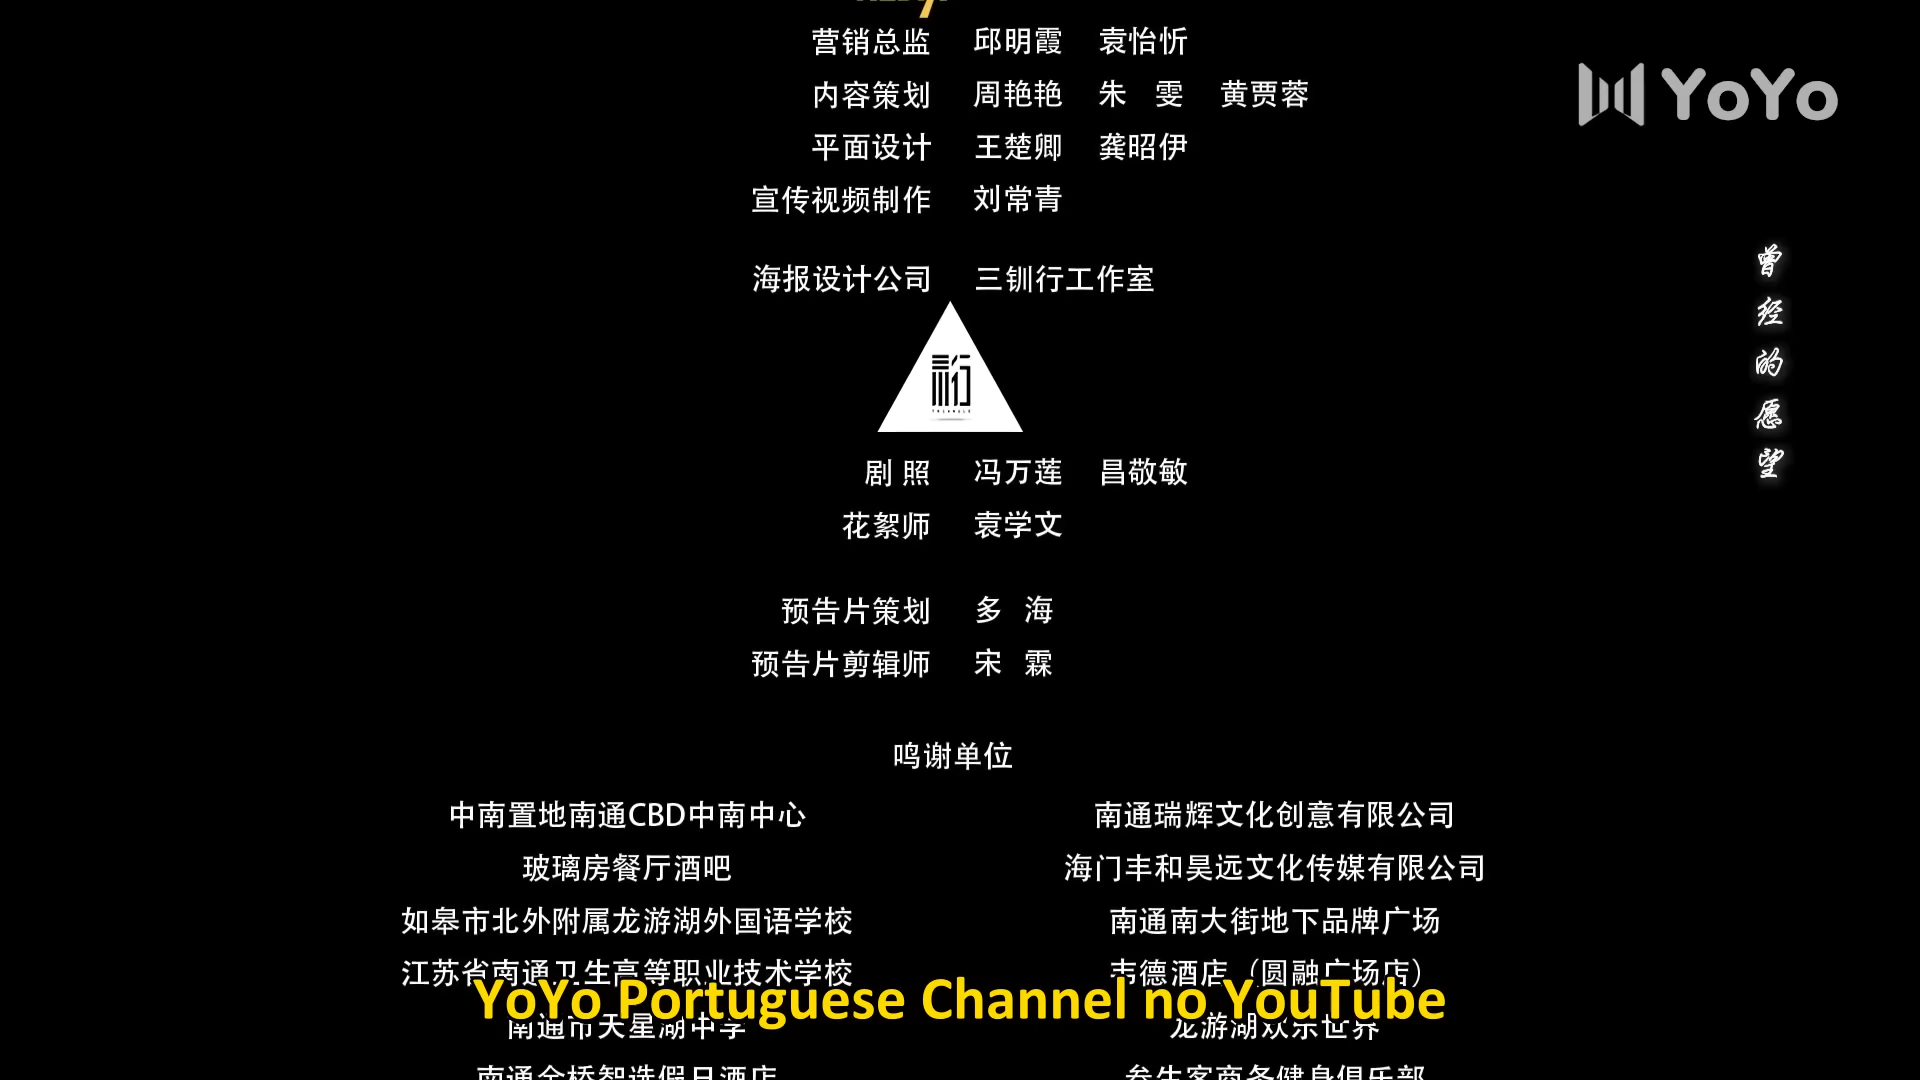 营销总监 邱明霞 袁怡忻
内容策划 周艳艳 朱 雯 黄贾蓉
平面设计 王楚卿 龚昭伊
宣传视频制作 刘常青
海报设计公司 三钏行工作室
YoYo
曾经的愿望
剧 照 冯万莲 昌敬敏
花絮师 袁学文
预告片策划 多 海
预告片剪辑师 宋 霖
鸣谢单位
中南置地南通CBD中南中心 南通瑞辉文化创意有限公司
玻璃房餐厅酒吧 海门丰和昊远文化传媒有限公司
如皋市北外附属龙游湖外国语学校 南通南大街地下品牌广场
江苏省南通卫生高等职业技术学校 韦德酒店（圆融广场店）
YoYo Portuguese Channel no YouTube
南通市天星湖中学 龙游湖欢乐世界
南通金桥智选假日酒店